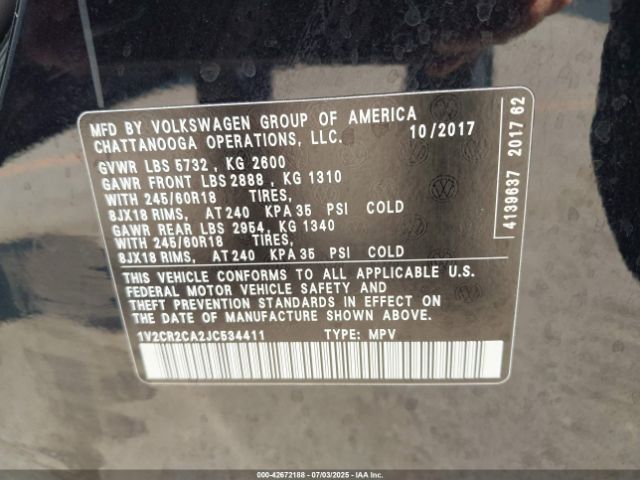 MFD BY VOLKSWAGEN GROUP OF AMERICA
CHATTANOOGA OPERATIONS, LLC. 10/2017
GVWR LBS 5732 , KG 2600
GAWR FRONT LBS 2888 , KG 1310
WITH 245/60R18 TIRES,
8JX18 RIMS, AT 240 KPA 35 PSI COLD
GAWR REAR LBS 2954, KG 1340
WITH 245/60R18 TIRES,
8JX18 RIMS, AT 240 KPA 35 PSI COLD
THIS VEHICLE CONFORMS TO ALL APPLICABLE U.S.
FEDERAL MOTOR VEHICLE SAFETY AND
THEFT PREVENTION STANDARDS IN EFFECT ON
THE DATE OF MANUFACTURE SHOWN ABOVE.
1V2CR2CA2JC534411 TYPE: MPV
4139637 2017 62
000-42672188 - 07/03/2025 - IAA Inc.